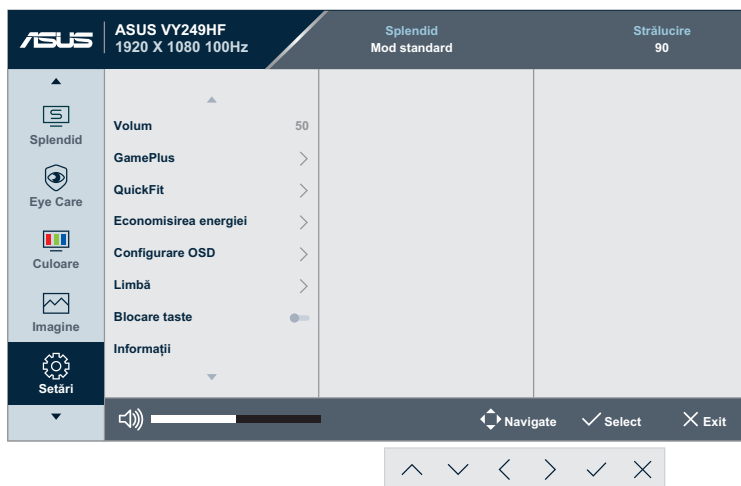 ASUS
ASUS VY249HF
1920 X 1080 100Hz
Splendid
Mod standard
Strălucire
90
Splendid
Eye Care
Culoare
Imagine
Setări
Volum 50
GamePlus
QuickFit
Economisirea energiei
Configurare OSD
Limbă
Blocare taste
Informații
Navigate Select Exit